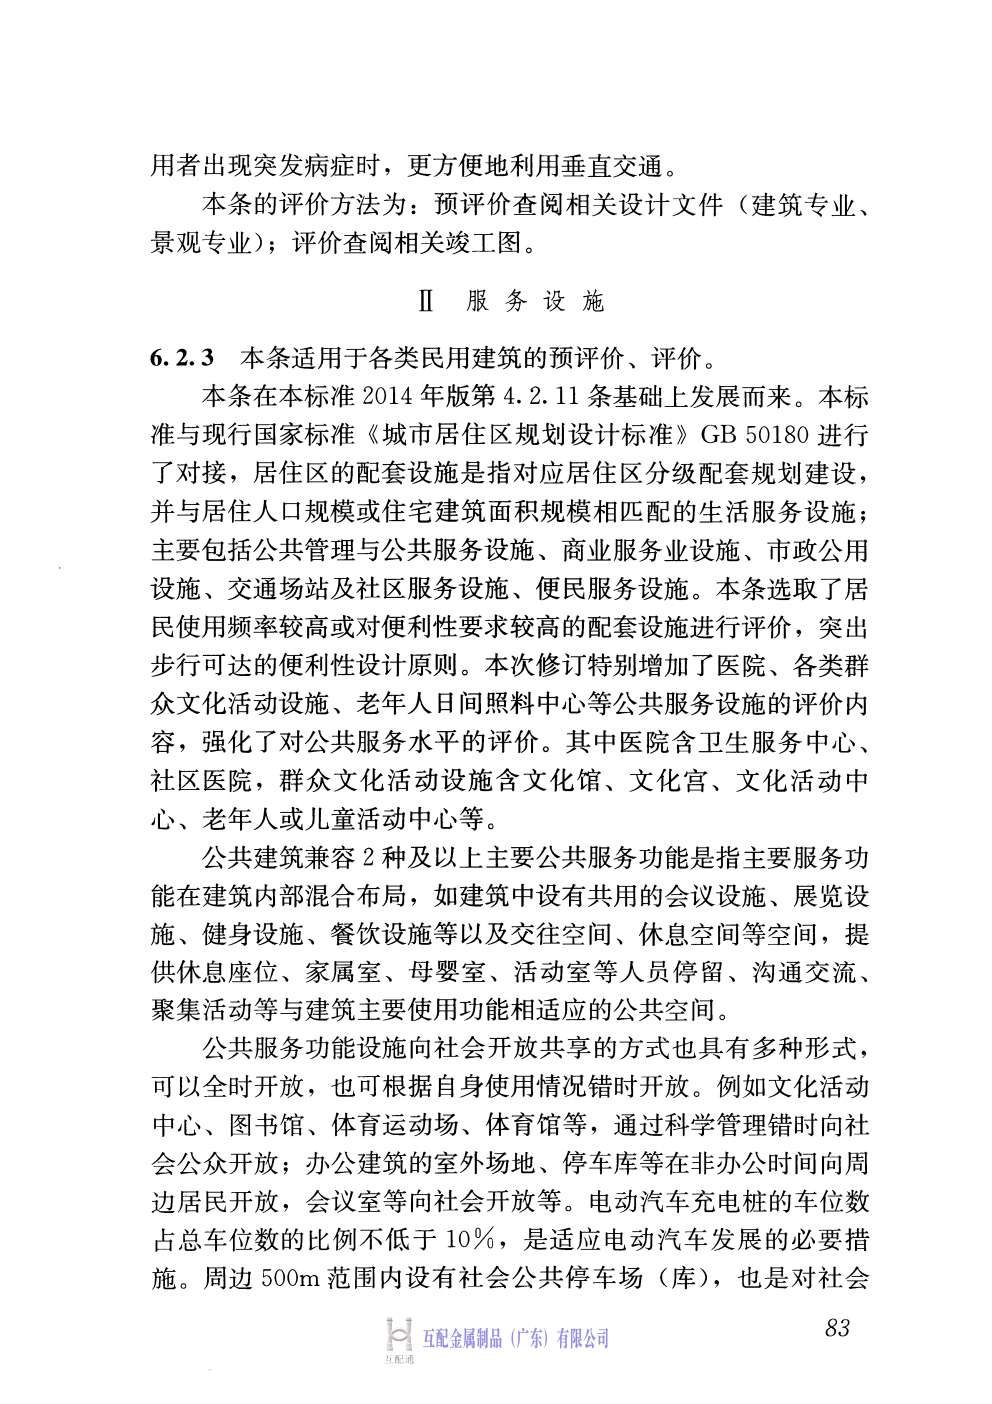 用者出现突发病症时，更方便地利用垂直交通。
本条的评价方法为：预评价查阅相关设计文件（建筑专业、
景观专业）；评价查阅相关竣工图。
Ⅱ 服务设施
6.2.3 本条适用于各类民用建筑的预评价、评价。
本条在本标准 2014 年版第 4.2.11 条基础上发展而来。本标
准与现行国家标准《城市居住区规划设计标准》GB 50180 进行
了对接，居住区的配套设施是指对应居住区分级配套规划建设，
并与居住人口规模或住宅建筑面积规模相匹配的生活服务设施；
主要包括公共管理与公共服务设施、商业服务业设施、市政公用
设施、交通场站及社区服务设施、便民服务设施。本条选取了居
民使用频率较高或对便利性要求较高的配套设施进行评价，突出
步行可达的便利性设计原则。本次修订特别增加了医院、各类群
众文化活动设施、老年人日间照料中心等公共服务设施的评价内
容，强化了对公共服务水平的评价。其中医院含卫生服务中心、
社区医院，群众文化活动设施含文化馆、文化宫、文化活动中
心、老年人或儿童活动中心等。
公共建筑兼容 2 种及以上主要公共服务功能是指主要服务功
能在建筑内部混合布局，如建筑中设有共用的会议设施、展览设
施、健身设施、餐饮设施等以及交往空间、休息空间等空间，提
供休息座位、家属室、母婴室、活动室等人员停留、沟通交流、
聚集活动等与建筑主要使用功能相适应的公共空间。
公共服务功能设施向社会开放共享的方式也具有多种形式，
可以全时开放，也可根据自身使用情况错时开放。例如文化活动
中心、图书馆、体育运动场、体育馆等，通过科学管理错时向社
会公众开放；办公建筑的室外场地、停车库等在非办公时间向周
边居民开放，会议室等向社会开放等。电动汽车充电桩的车位数
占总车位数的比例不低于 10%，是适应电动汽车发展的必要措
施。周边 500m 范围内设有社会公共停车场（库），也是对社会
83
互配金属制品（广东）有限公司
互配通